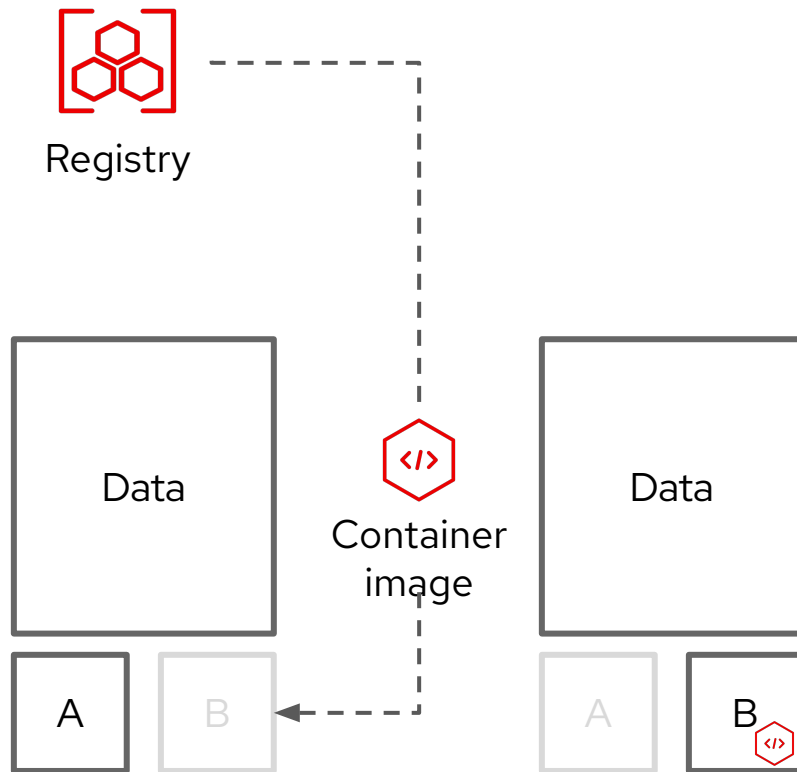 Registry
Data
Container
image
Data
A
B
A
B